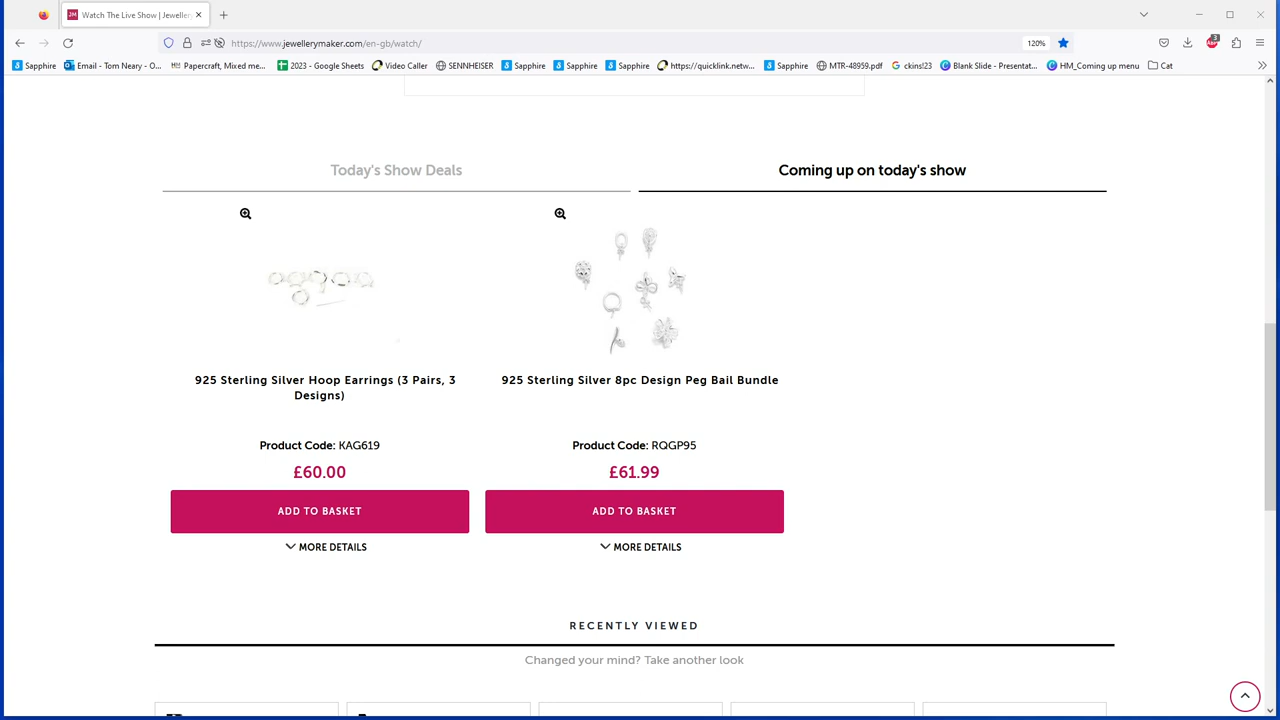 JM Watch The Live Show | Jeweller
https://www.jewellerymaker.com/en-gb/watch/
120%
3
Sapphire
Email - Tom Neary - O...
Papercraft, Mixed me...
2023 - Google Sheets
Video Caller
SENNHEISER
Sapphire
Sapphire
Sapphire
https://quicklink.netw...
Sapphire
MTR-48959.pdf
ckins!23
Blank Slide - Presentat...
HM_Coming up menu
Cat
Today's Show Deals
Coming up on today's show
925 Sterling Silver Hoop Earrings (3 Pairs, 3
Designs)
Product Code: KAG619
£60.00
ADD TO BASKET
MORE DETAILS
925 Sterling Silver 8pc Design Peg Bail Bundle
Product Code: RQGP95
£61.99
ADD TO BASKET
MORE DETAILS
RECENTLY VIEWED
Changed your mind? Take another look